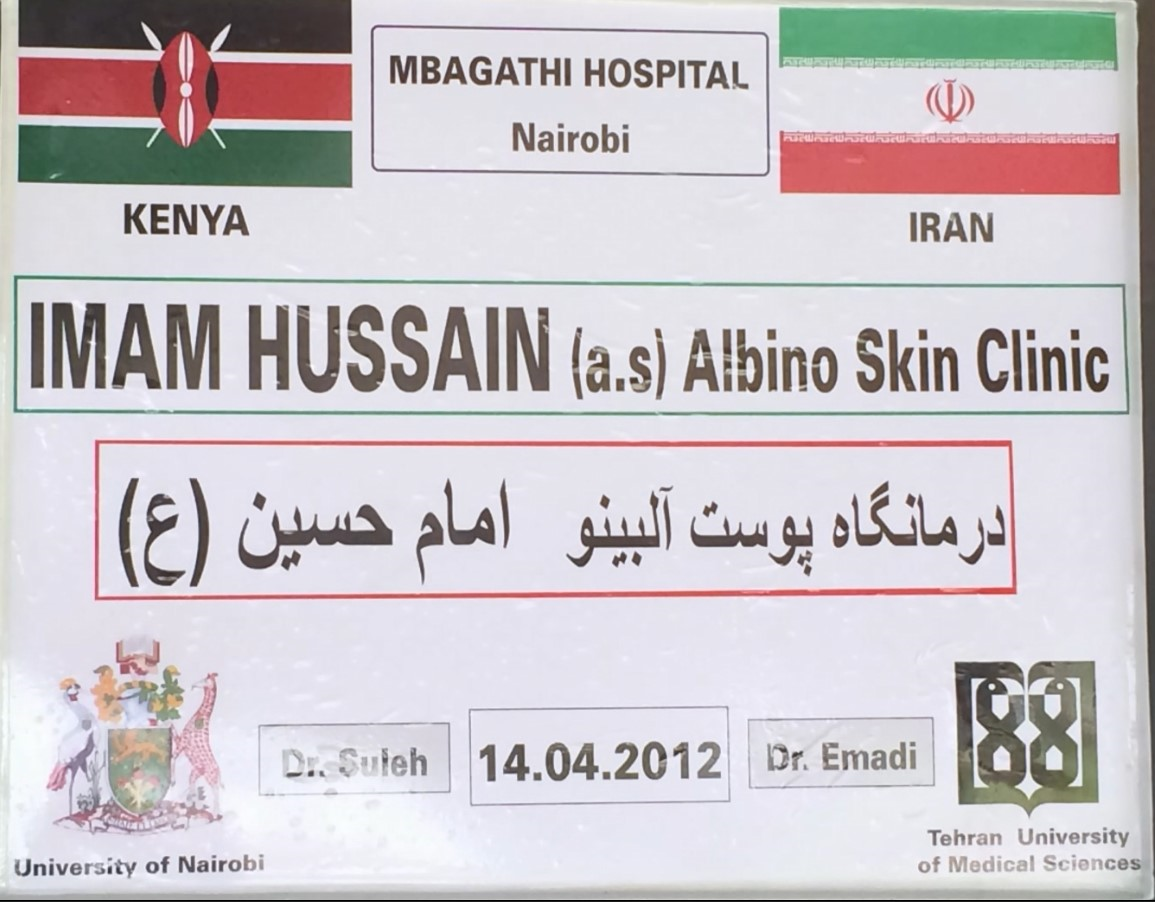 MBAGATHI HOSPITAL
Nairobi
KENYA
IRAN
IMAM HUSSAIN (a.s) Albino Skin Clinic
درمانگاه پوست آلبینو امام حسین (ع)
Dr. Suleh
14.04.2012
Dr. Emadi
University of Nairobi
Tehran University
of Medical Sciences